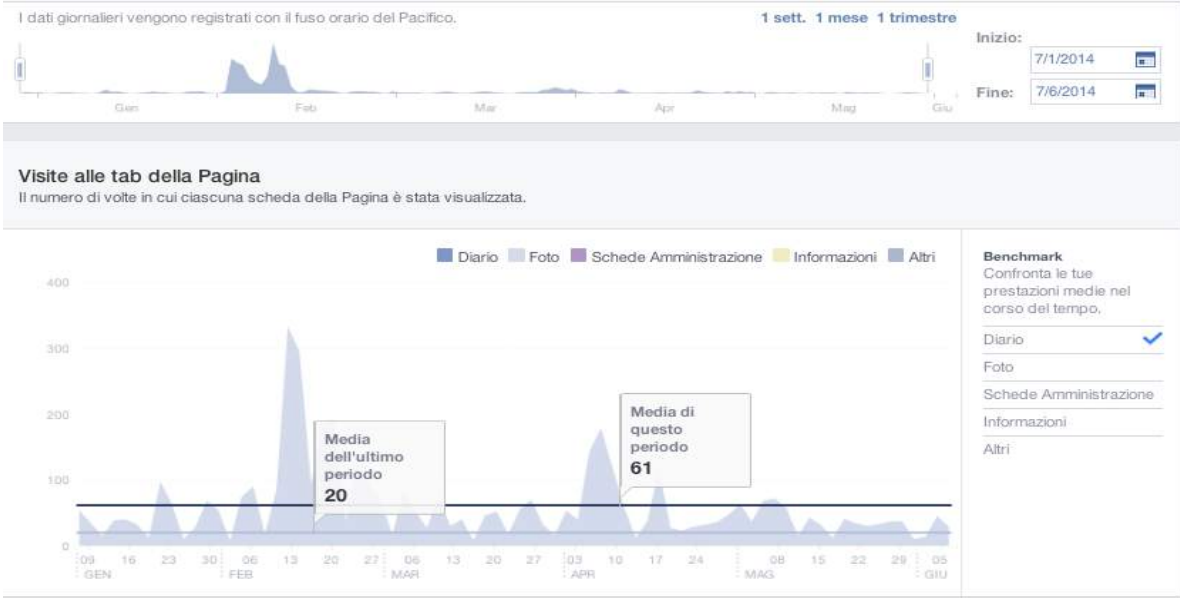 I dati giornalieri vengono registrati con il fuso orario del Pacifico.
1 sett. 1 mese 1 trimestre
Inizio:
7/1/2014
Fine:
7/6/2014
Gen Feb Mar Apr Mag Giu
Visite alle tab della Pagina
Il numero di volte in cui ciascuna scheda della Pagina è stata visualizzata.
Diario Foto Schede Amministrazione Informazioni Altri
400
300
200
100
0
Media
dell'ultimo
periodo
20
Media di
questo
periodo
61
09 16 23 30 06 13 20 27 06 13 20 27 03 10 17 24 08 15 22 29 05
GEN FEB MAR APR MAG GIU
Benchmark
Confronta le tue
prestazioni medie nel
corso del tempo.
Diario
Foto
Schede Amministrazione
Informazioni
Altri